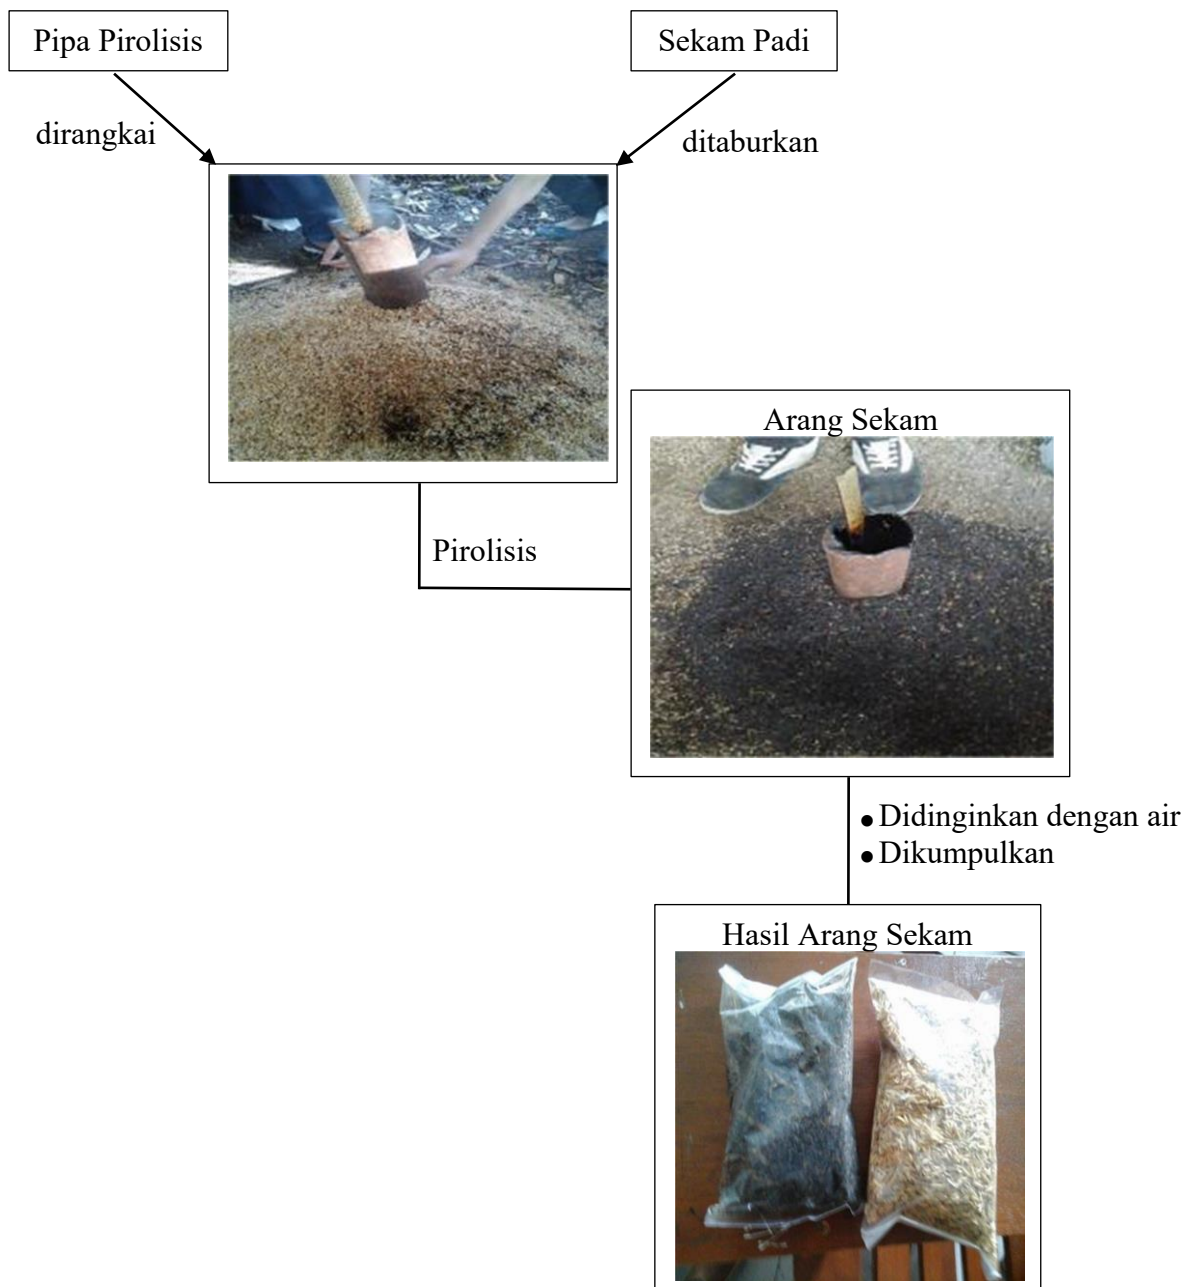 Pipa Pirolisis
Sekam Padi
dirangkai
ditaburkan
Arang Sekam
Pirolisis
• Didinginkan dengan air
• Dikumpulkan
Hasil Arang Sekam